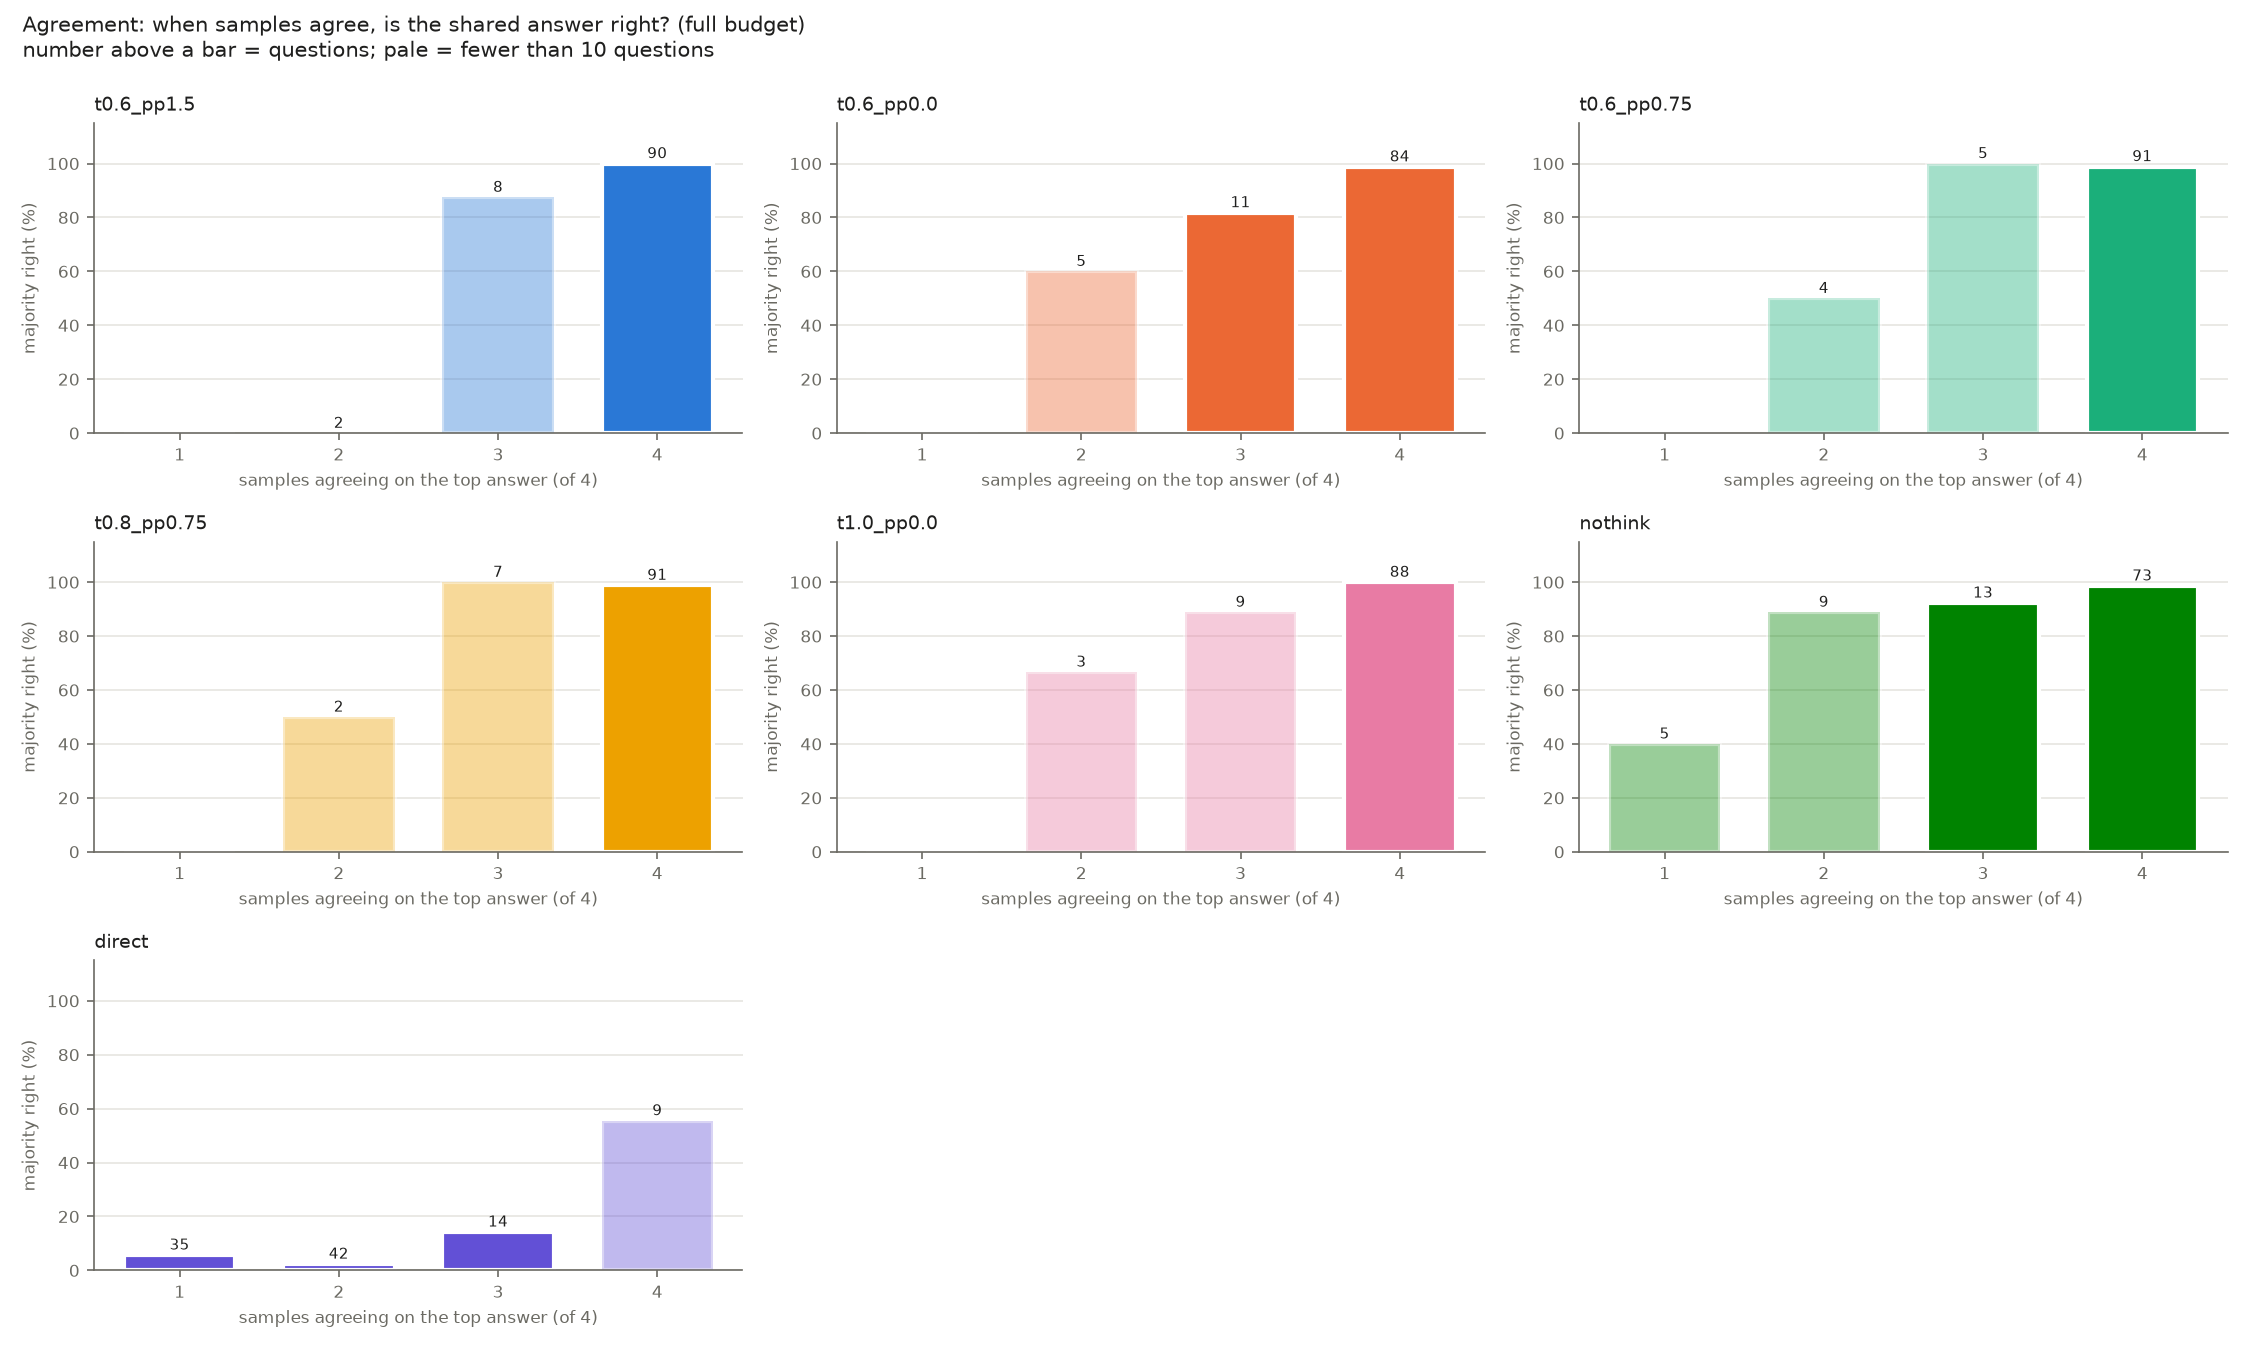 Agreement: when samples agree, is the shared answer right? (full budget)
number above a bar = questions; pale = fewer than 10 questions
t0.6_pp1.5
majority right (%)
100
80
60
40
20
0
2
8
90
1 2 3 4
samples agreeing on the top answer (of 4)
t0.6_pp0.0
majority right (%)
100
80
60
40
20
0
5
11
84
1 2 3 4
samples agreeing on the top answer (of 4)
t0.6_pp0.75
majority right (%)
100
80
60
40
20
0
4
5
91
1 2 3 4
samples agreeing on the top answer (of 4)
t0.8_pp0.75
majority right (%)
100
80
60
40
20
0
2
7
91
1 2 3 4
samples agreeing on the top answer (of 4)
t1.0_pp0.0
majority right (%)
100
80
60
40
20
0
3
9
88
1 2 3 4
samples agreeing on the top answer (of 4)
nothink
majority right (%)
100
80
60
40
20
0
5
9
13
73
1 2 3 4
samples agreeing on the top answer (of 4)
direct
majority right (%)
100
80
60
40
20
0
35
42
14
9
1 2 3 4
samples agreeing on the top answer (of 4)